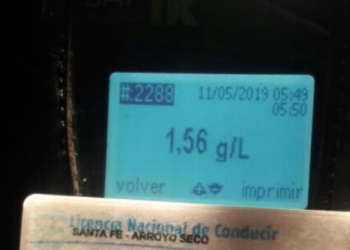 #:2288 11/05/2019 05:49
05:50
1,56 g/L
volver imprimir
Licencia Nacional de Conducir
SANTA FE - ARROYO SECO